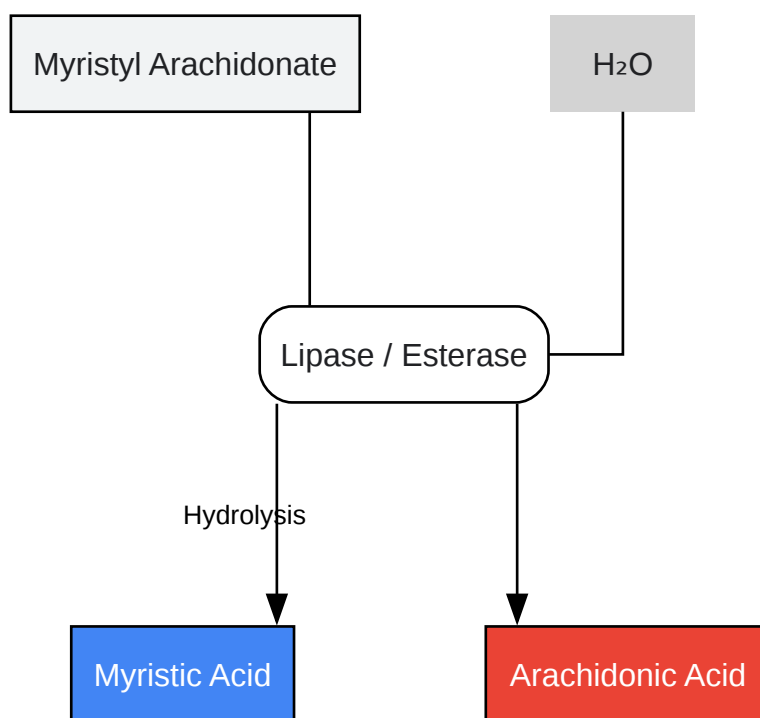 Myristyl Arachidonate
H₂O
Lipase / Esterase
Hydrolysis
Myristic Acid
Arachidonic Acid